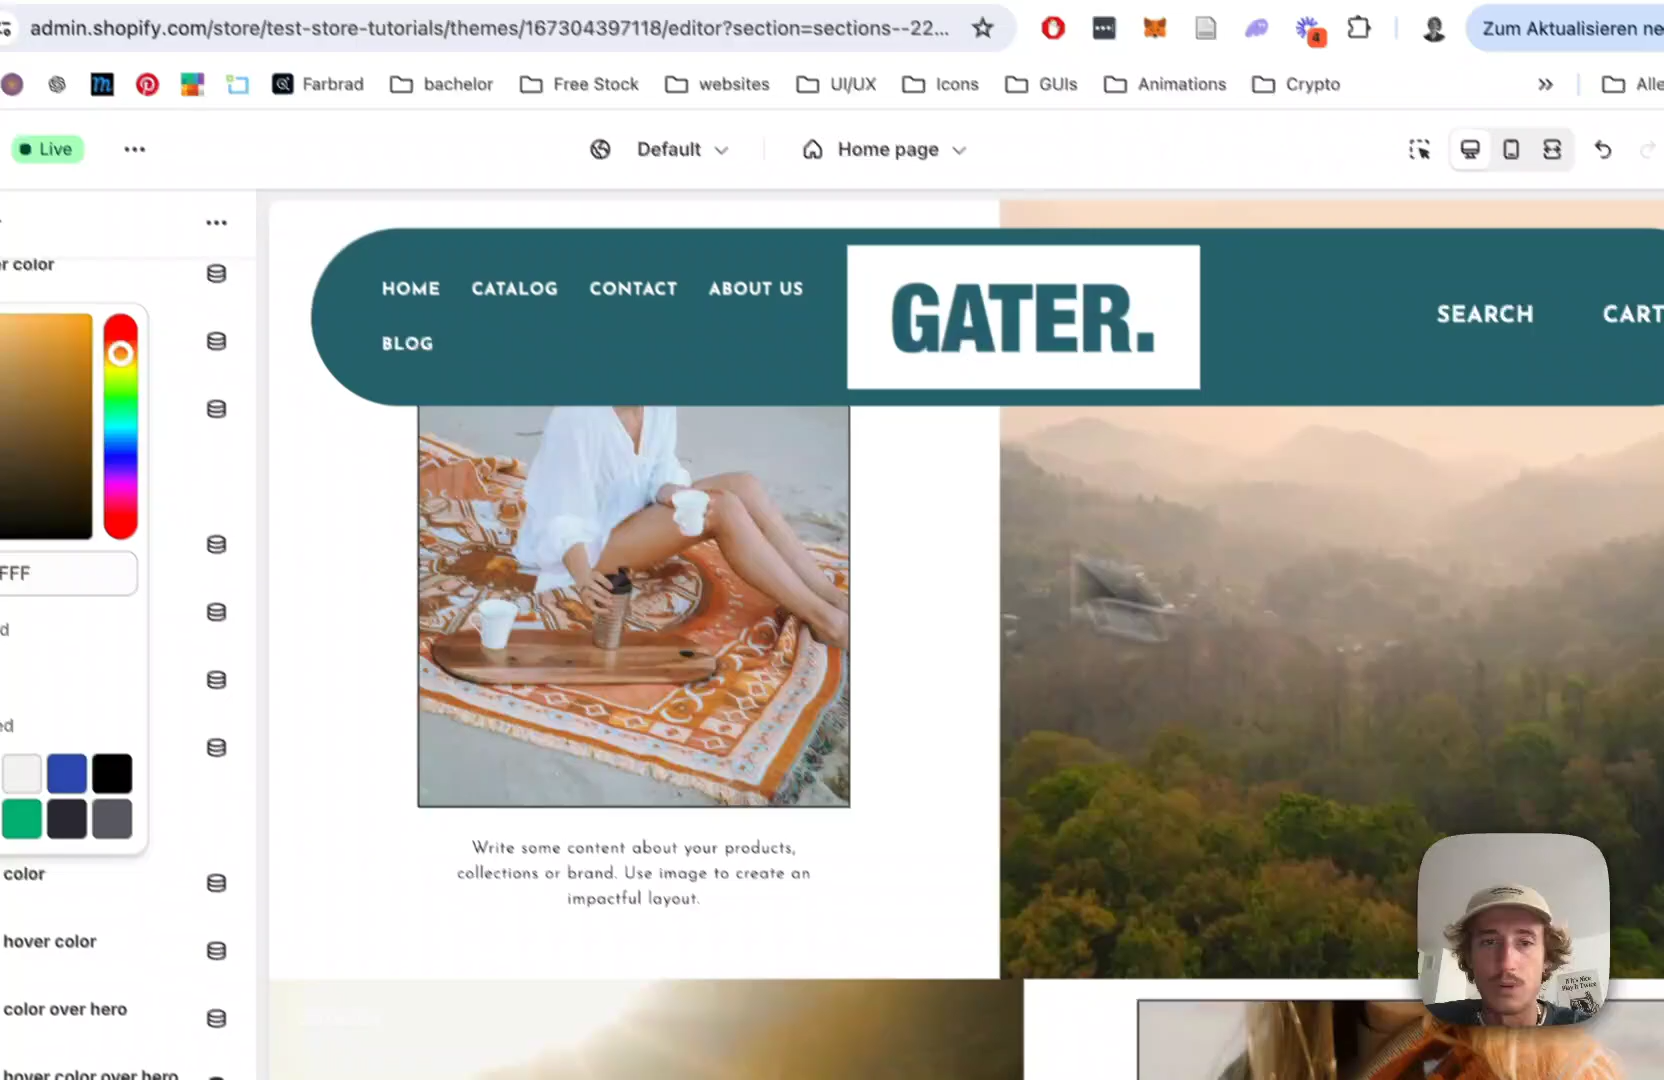 admin.shopify.com/store/test-store-tutorials/themes/167304397118/editor?section=sections--22...
4
Zum Aktualisieren ne
m
Farbrad
bachelor
Free Stock
websites
UI/UX
Icons
GUIs
Animations
Crypto
Alle
Live
Default
Home page
r color
FFF
d
ed
color
hover color
color over hero
hover color over hero
HOME CATALOG CONTACT ABOUT US
BLOG
GATER.
SEARCH CART
Write some content about your products,
collections or brand. Use image to create an
impactful layout.